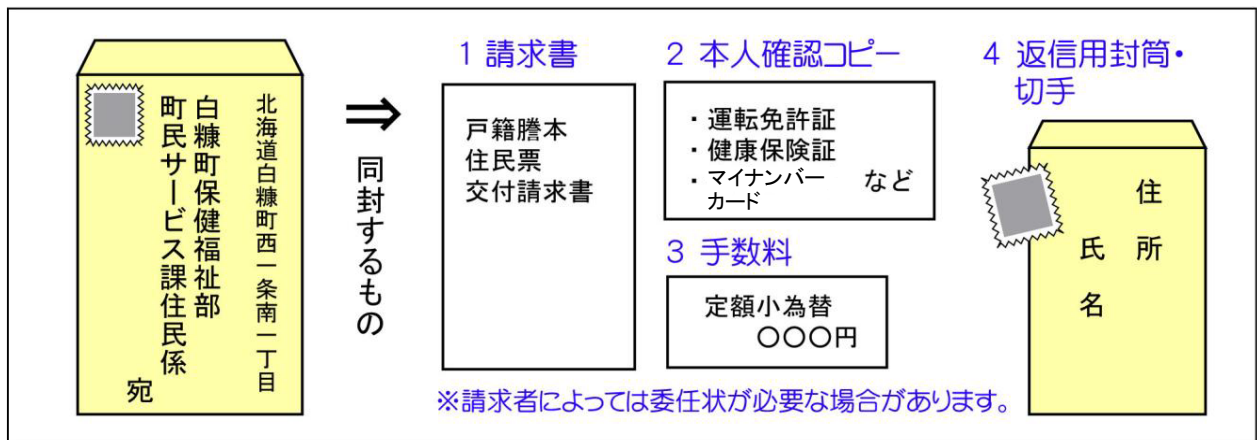 北海道白糠町西一条南一丁目
白糠町保健福祉部
町民サービス課住民係
宛
⇒
同封するもの
1 請求書
戸籍謄本
住民票
交付請求書
2 本人確認コピー
・運転免許証
・健康保険証
・マイナンバー
カード
など
3 手数料
定額小為替
〇〇〇円
4 返信用封筒・
切手
住所
氏名
※請求者によっては委任状が必要な場合があります。